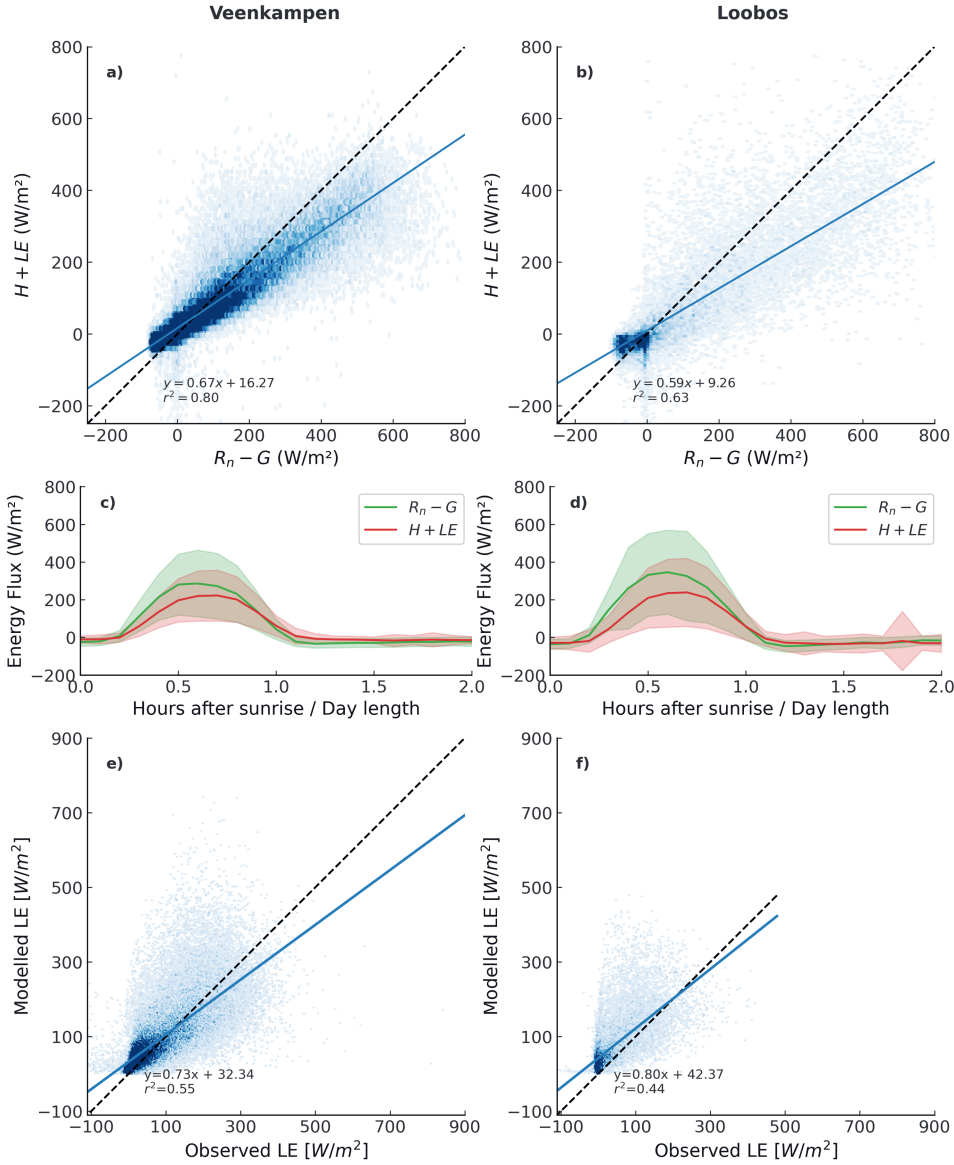 Veenkampen
Loobos
a)
800
600
400
200
0
−200
H + LE (W/m²)
y = 0.67x + 16.27
r² = 0.80
−200 0 200 400 600 800
Rₙ − G (W/m²)
b)
800
600
400
200
0
−200
H + LE (W/m²)
y = 0.59x + 9.26
r² = 0.63
−200 0 200 400 600 800
Rₙ − G (W/m²)
c)
800
600
400
200
0
−200
Energy Flux (W/m²)
Rₙ − G
H + LE
0.0 0.5 1.0 1.5 2.0
Hours after sunrise / Day length
d)
800
600
400
200
0
−200
Energy Flux (W/m²)
Rₙ − G
H + LE
0.0 0.5 1.0 1.5 2.0
Hours after sunrise / Day length
e)
900
700
500
300
100
−100
Modelled LE [W/m²]
y=0.73x + 32.34
r²=0.55
−100 100 300 500 700 900
Observed LE [W/m²]
f)
900
700
500
300
100
−100
Modelled LE [W/m²]
y=0.80x + 42.37
r²=0.44
−100 100 300 500 700 900
Observed LE [W/m²]